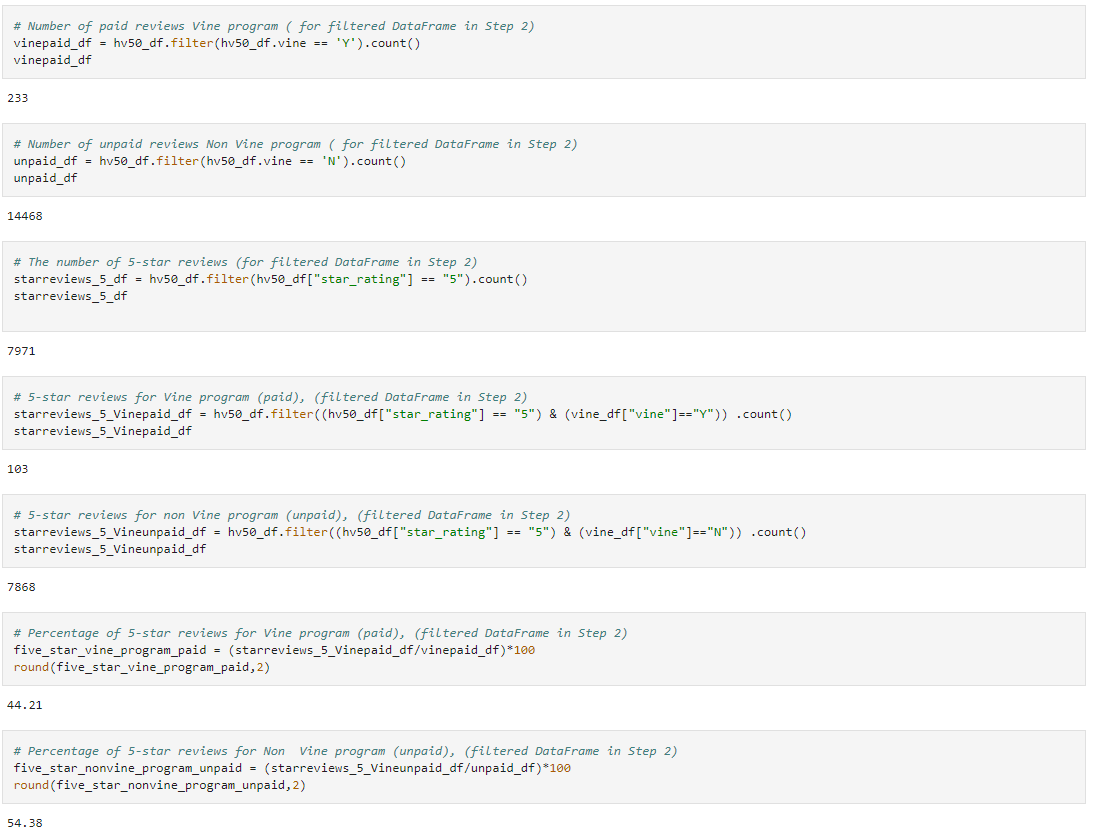 # Number of paid reviews Vine program ( for filtered DataFrame in Step 2)
vinepaid_df = hv50_df.filter(hv50_df.vine == 'Y').count()
vinepaid_df
233
# Number of unpaid reviews Non Vine program ( for filtered DataFrame in Step 2)
unpaid_df = hv50_df.filter(hv50_df.vine == 'N').count()
unpaid_df
14468
# The number of 5-star reviews (for filtered DataFrame in Step 2)
starreviews_5_df = hv50_df.filter(hv50_df["star_rating"] == "5").count()
starreviews_5_df
7971
# 5-star reviews for Vine program (paid), (filtered DataFrame in Step 2)
starreviews_5_Vinepaid_df = hv50_df.filter((hv50_df["star_rating"] == "5") & (vine_df["vine"]=="Y")) .count()
starreviews_5_Vinepaid_df
103
# 5-star reviews for non Vine program (unpaid), (filtered DataFrame in Step 2)
starreviews_5_Vineunpaid_df = hv50_df.filter((hv50_df["star_rating"] == "5") & (vine_df["vine"]=="N")) .count()
starreviews_5_Vineunpaid_df
7868
# Percentage of 5-star reviews for Vine program (paid), (filtered DataFrame in Step 2)
five_star_vine_program_paid = (starreviews_5_Vinepaid_df/vinepaid_df)*100
round(five_star_vine_program_paid,2)
44.21
# Percentage of 5-star reviews for Non  Vine program (unpaid), (filtered DataFrame in Step 2)
five_star_nonvine_program_unpaid = (starreviews_5_Vineunpaid_df/unpaid_df)*100
round(five_star_nonvine_program_unpaid,2)
54.38